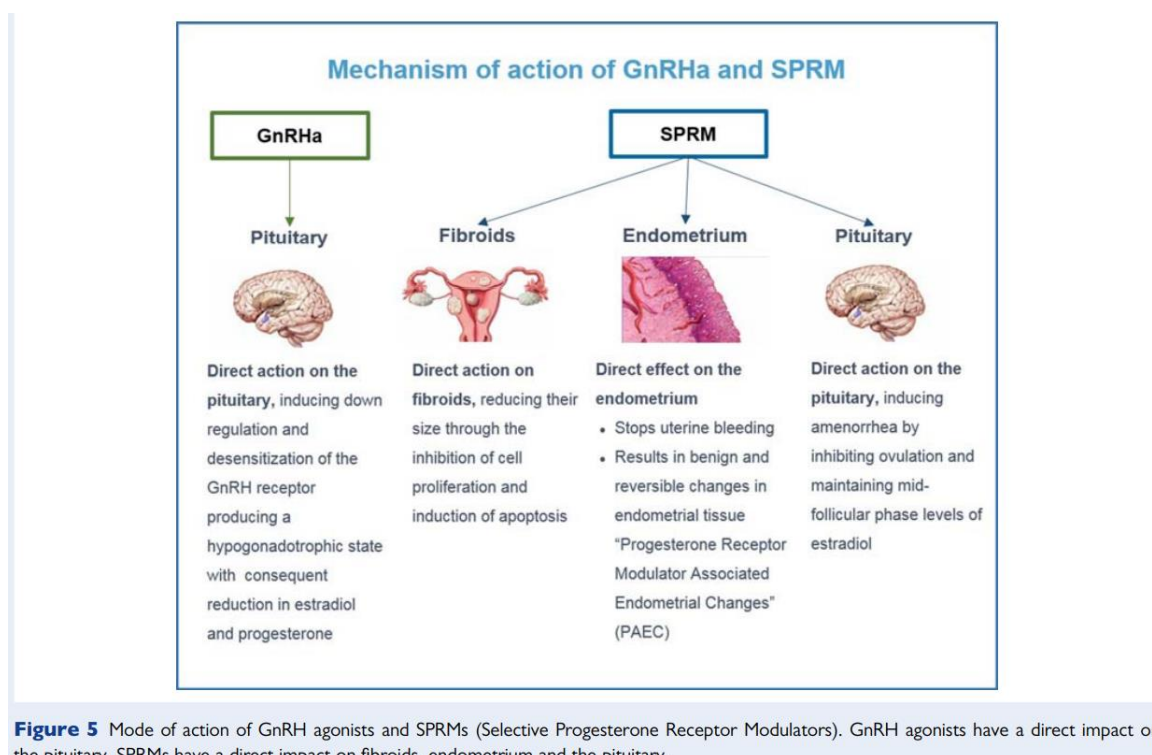 Mechanism of action of GnRHa and SPRM
GnRHa
SPRM
Pituitary
Fibroids
Endometrium
Pituitary
Direct action on the
pituitary, inducing down
regulation and
desensitization of the
GnRH receptor
producing a
hypogonadotrophic state
with consequent
reduction in estradiol
and progesterone
Direct action on
fibroids, reducing their
size through the
inhibition of cell
proliferation and
induction of apoptosis
Direct effect on the
endometrium
• Stops uterine bleeding
• Results in benign and
reversible changes in
endometrial tissue
“Progesterone Receptor
Modulator Associated
Endometrial Changes”
(PAEC)
Direct action on the
pituitary, inducing
amenorrhea by
inhibiting ovulation and
maintaining mid-
follicular phase levels of
estradiol
Figure 5 Mode of action of GnRH agonists and SPRMs (Selective Progesterone Receptor Modulators). GnRH agonists have a direct impact o
the pituitary. SPRMs have a direct impact on fibroids, endometrium and the pituitary.